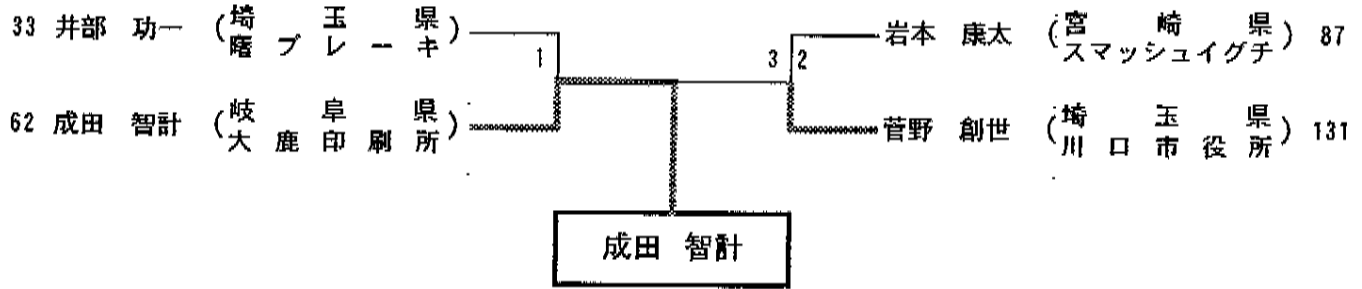 33 井部 功一 (埼玉県 曙ブレーキ)
1
62 成田 智計 (岐阜県 大鹿印刷所)
3 2
岩本 康太 (宮崎県 スマッシュイグチ) 87
菅野 創世 (埼玉県 川口市役所) 131
成田 智計